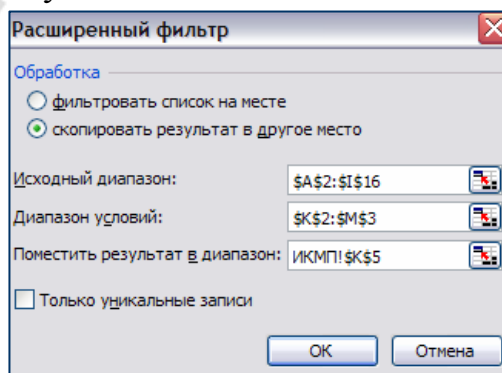 Расширенный фильтр
Обработка
фильтровать список на месте
скопировать результат в другое место
Исходный диапазон: $A$2:$I$16
Диапазон условий: $K$2:$M$3
Поместить результат в диапазон: ИКМП!$K$5
Только уникальные записи
ОК Отмена